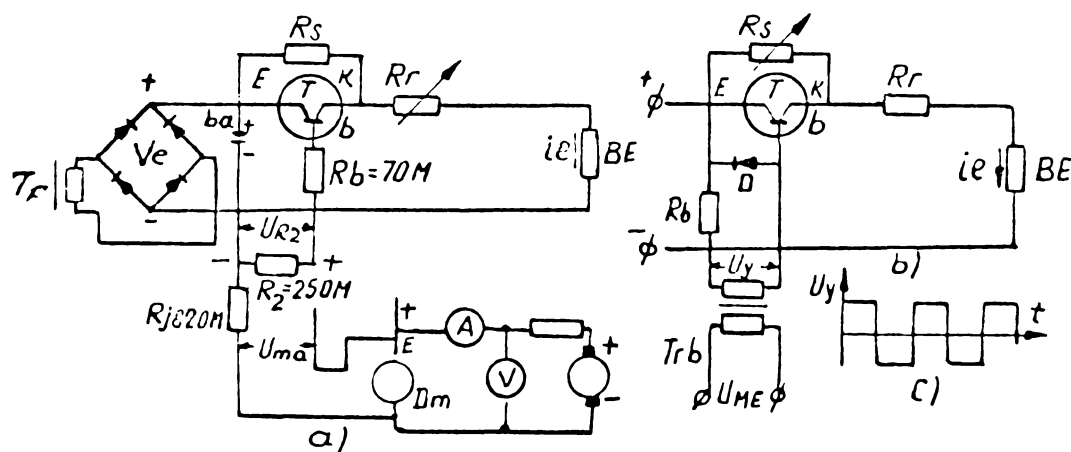 Rs
E T K
Rr
b
+
ba
+
-
Ve
Tr
-
Rb=70M
ie
BE
UR2
-
+
R2=250M
Rjε20M
Uma
+
E
A
V
+
-
Dm
a)
Rs
E T K
Rr
b
+
D
Rb
ie
BE
-
Uy
b)
Trb
UME
Uy
t
c)